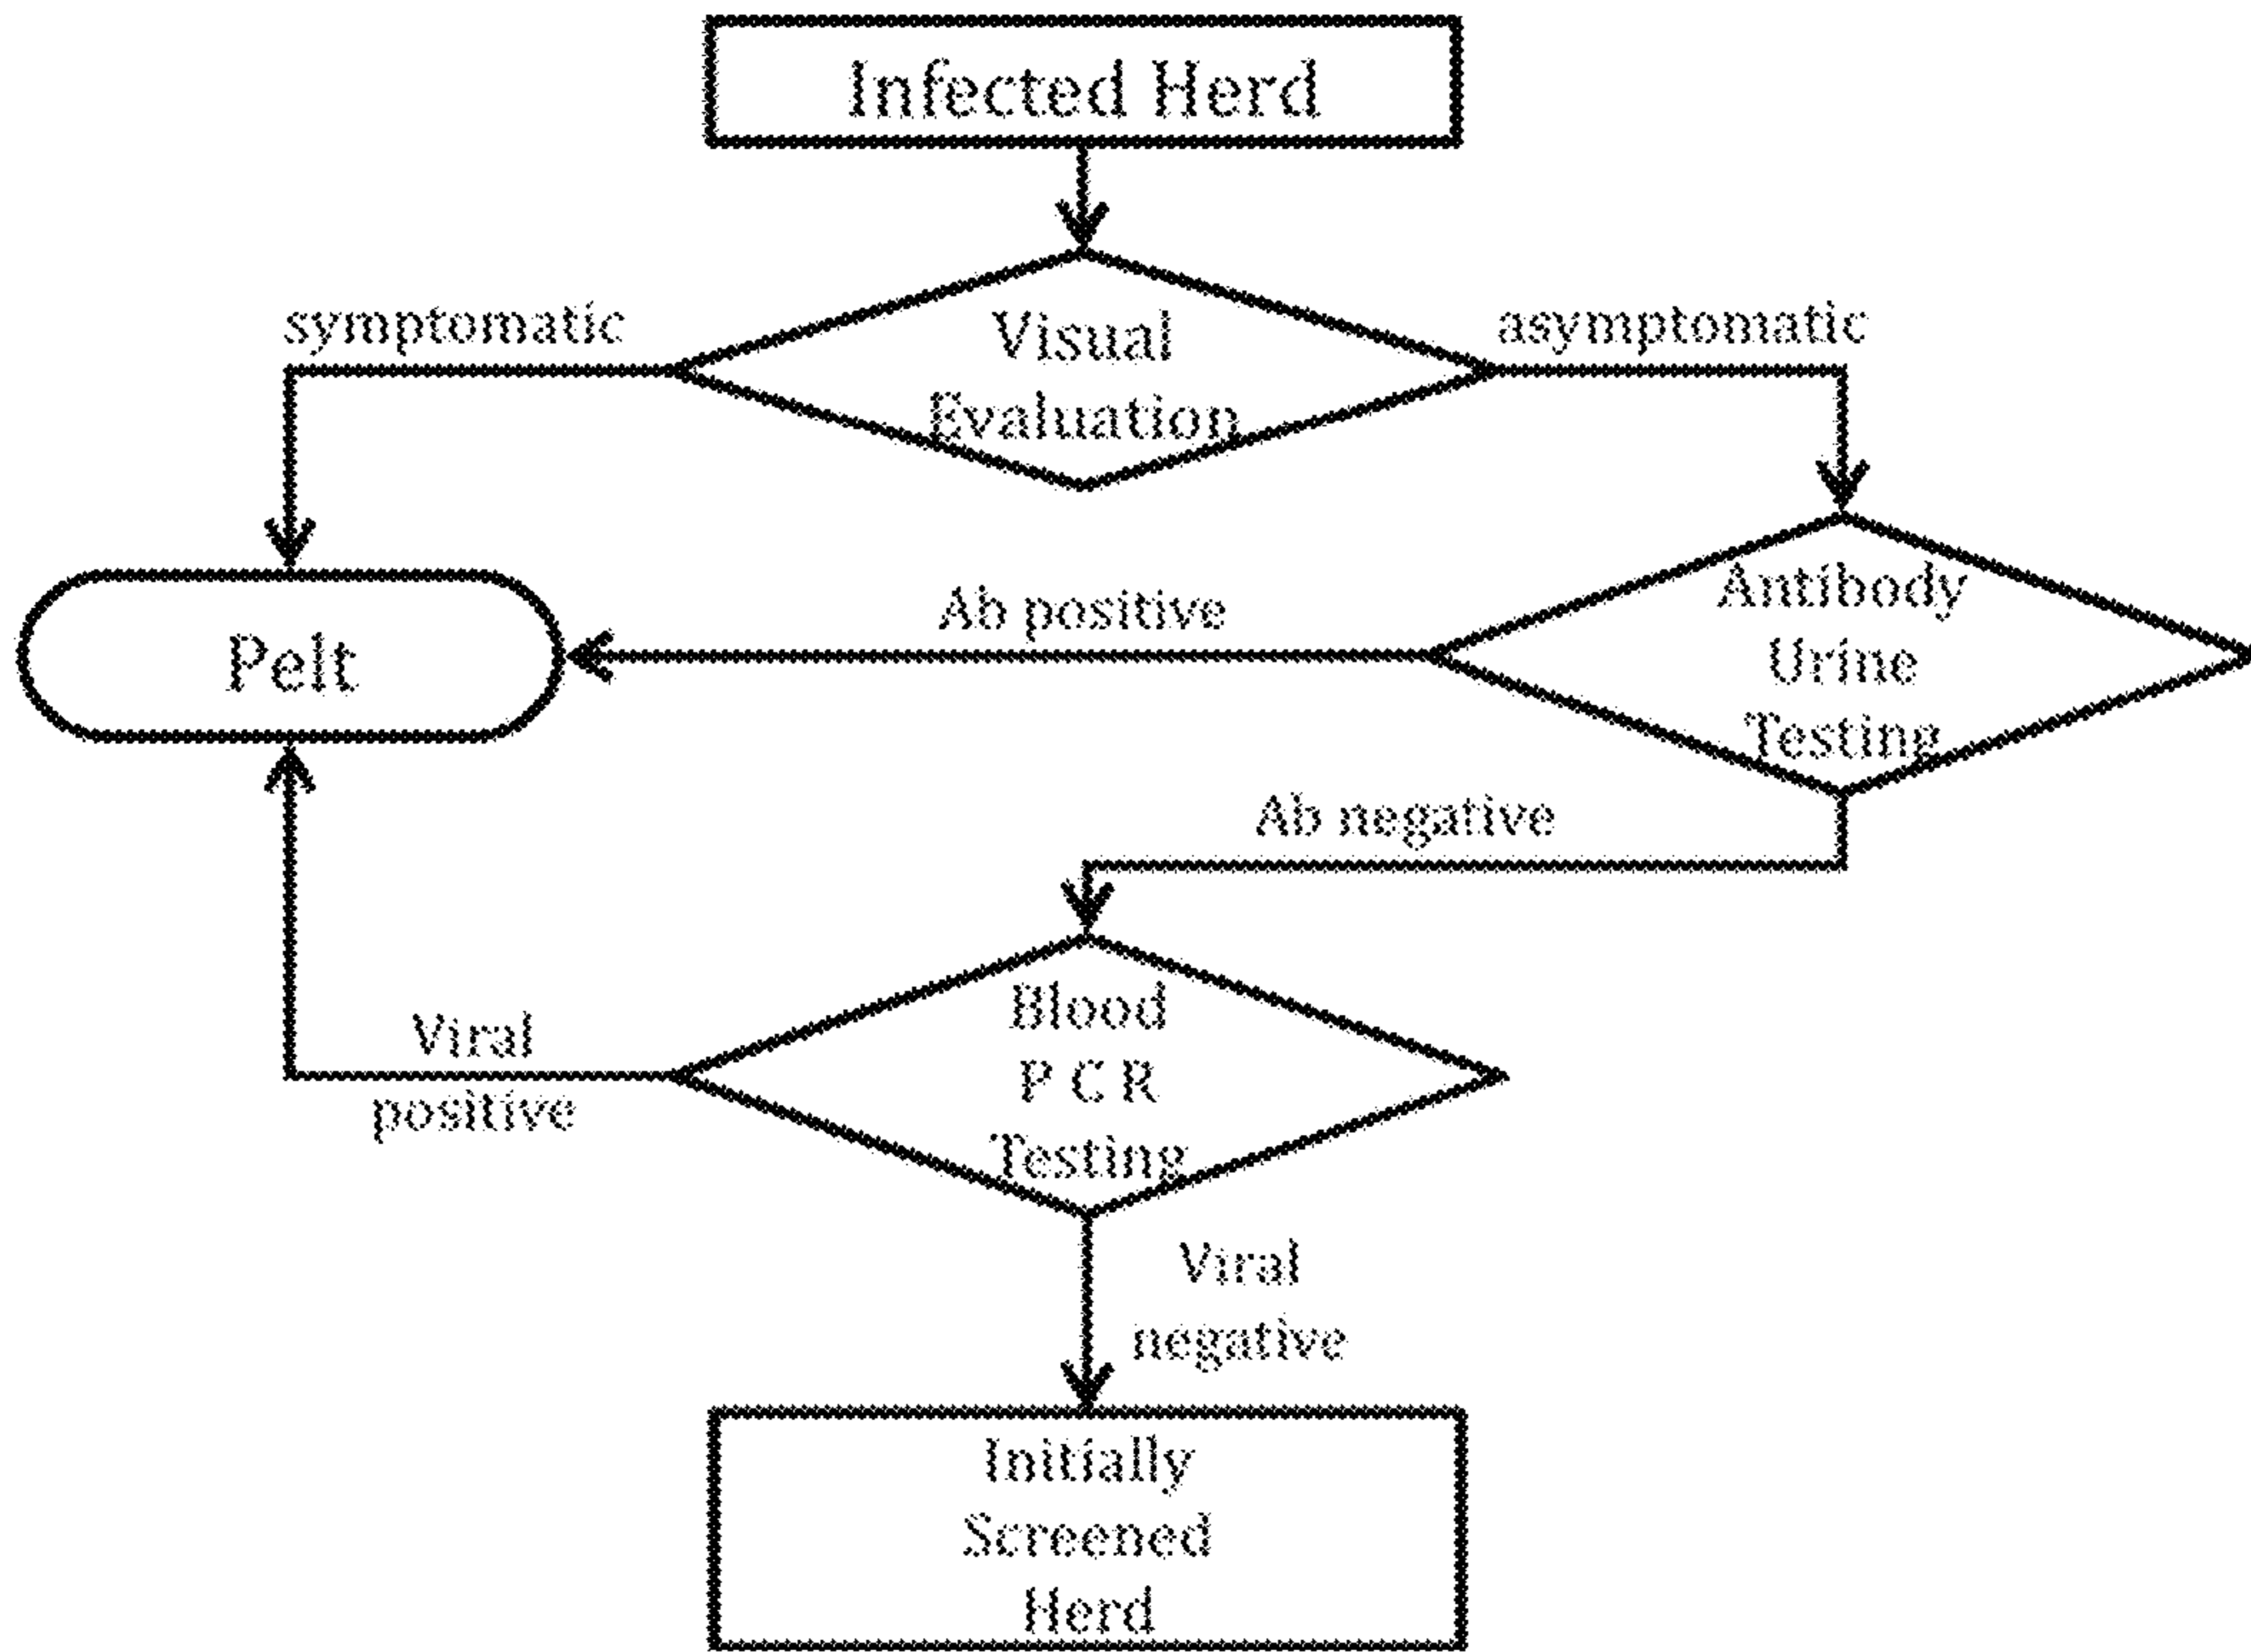 Infected Herd
symptomatic
Visual
Evaluation
asymptomatic
Pelt
Ab positive
Antibody
Urine
Testing
Ab negative
Blood
P C R
Testing
Viral
positive
Viral
negative
Initially
Screened
Herd